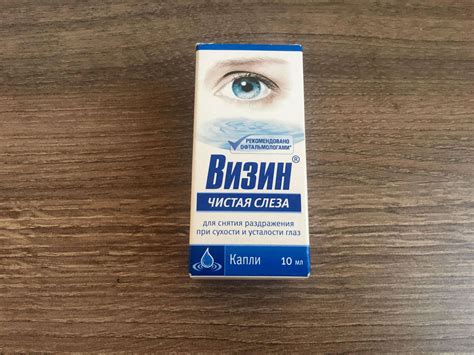 РЕКОМЕНДОВАНО
ОФТАЛЬМОЛОГАМИ*
Визин®
ЧИСТАЯ СЛЕЗА
для снятия раздражения
при сухости и усталости глаз
Капли 10 мл